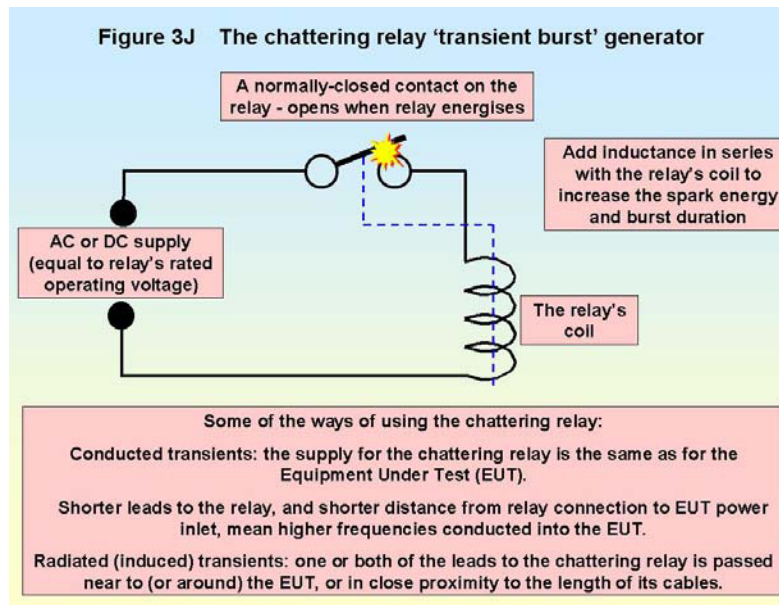 Figure 3J The chattering relay ‘transient burst’ generator
A normally-closed contact on the
relay - opens when relay energises
Add inductance in series
with the relay’s coil to
increase the spark energy
and burst duration
AC or DC supply
(equal to relay’s rated
operating voltage)
The relay’s
coil
Some of the ways of using the chattering relay:
Conducted transients: the supply for the chattering relay is the same as for the
Equipment Under Test (EUT).
Shorter leads to the relay, and shorter distance from relay connection to EUT power
inlet, mean higher frequencies conducted into the EUT.
Radiated (induced) transients: one or both of the leads to the chattering relay is passed
near to (or around) the EUT, or in close proximity to the length of its cables.